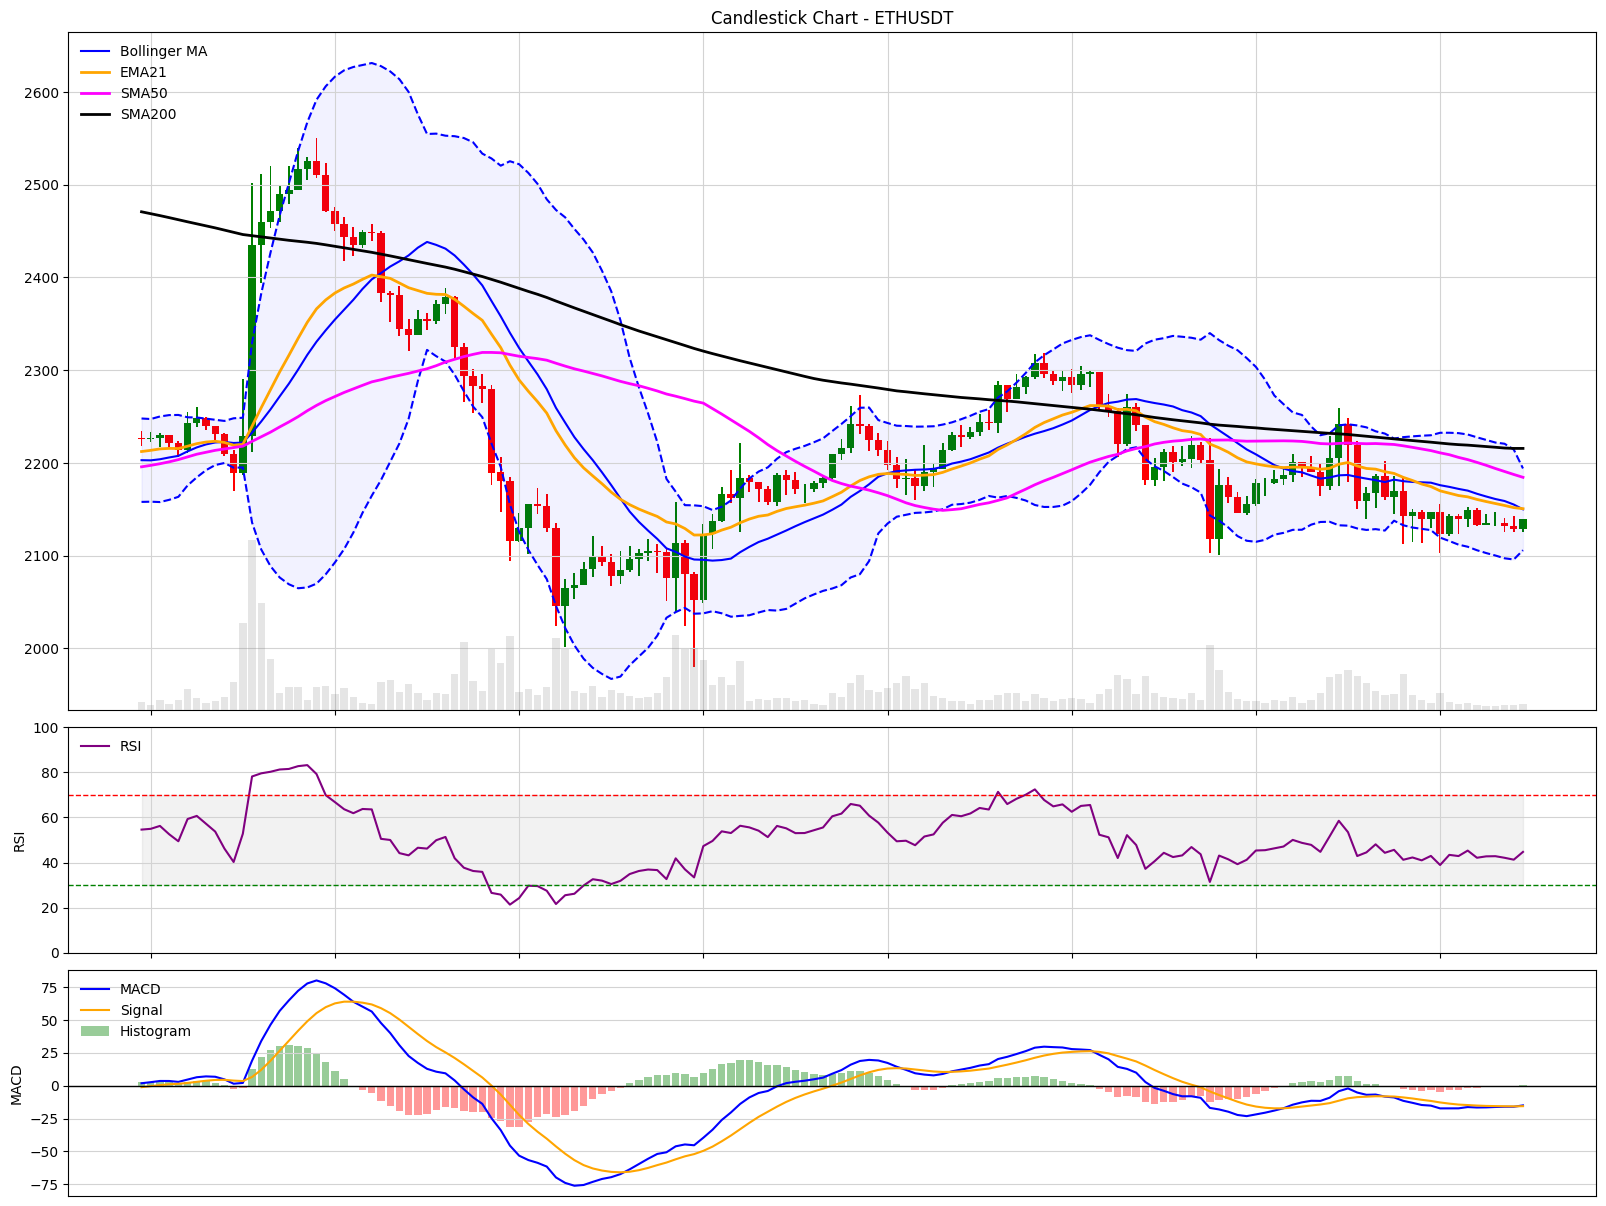 Candlestick Chart - ETHUSDT
Bollinger MA
EMA21
SMA50
SMA200
2600
2500
2400
2300
2200
2100
2000
RSI
100
80
60
40
20
0
RSI
MACD
Signal
Histogram
75
50
25
0
−25
−50
−75
MACD